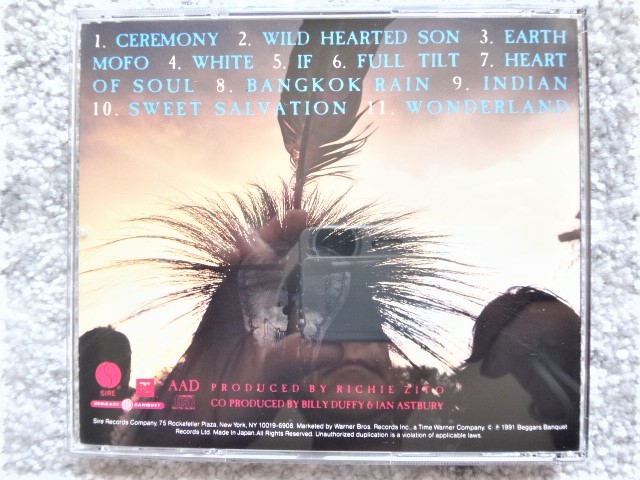 1. CEREMONY 2. WILD HEARTED SON 3. EARTH
MOFO 4. WHITE 5. IF 6. FULL TILT 7. HEART
OF SOUL 8. BANGKOK RAIN 9. INDIAN
10. SWEET SALVATION 11. WONDERLAND
SIRE
AAD PRODUCED BY RICHIE ZITO
BEGGARS BANQUET
CO PRODUCED BY BILLY DUFFY & IAN ASTBURY
Sire Records Company, 75 Rockefeller Plaza, New York, NY 10019-6908. Marketed by Warner Bros. Records Inc., a Time Warner Company. © ℗ 1991 Beggars Banquet
Records Ltd. Made in Japan. All Rights Reserved. Unauthorized duplication is a violation of applicable laws.